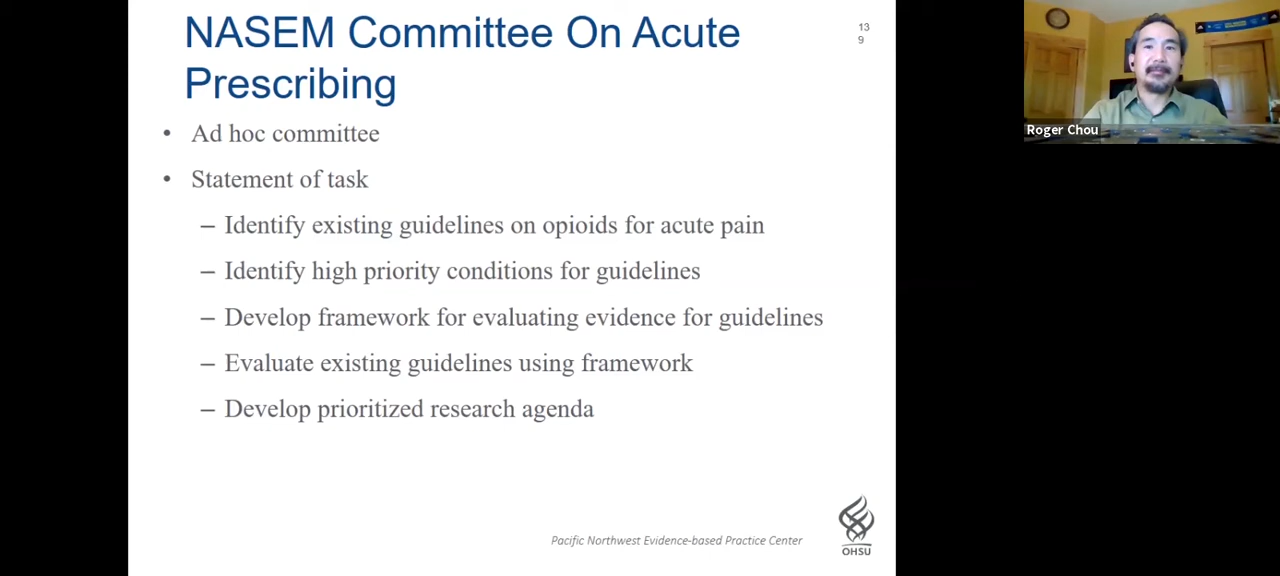 NASEM Committee On Acute
Prescribing
13
9
• Ad hoc committee
• Statement of task
– Identify existing guidelines on opioids for acute pain
– Identify high priority conditions for guidelines
– Develop framework for evaluating evidence for guidelines
– Evaluate existing guidelines using framework
– Develop prioritized research agenda
Pacific Northwest Evidence-based Practice Center
OHSU
Roger Chou